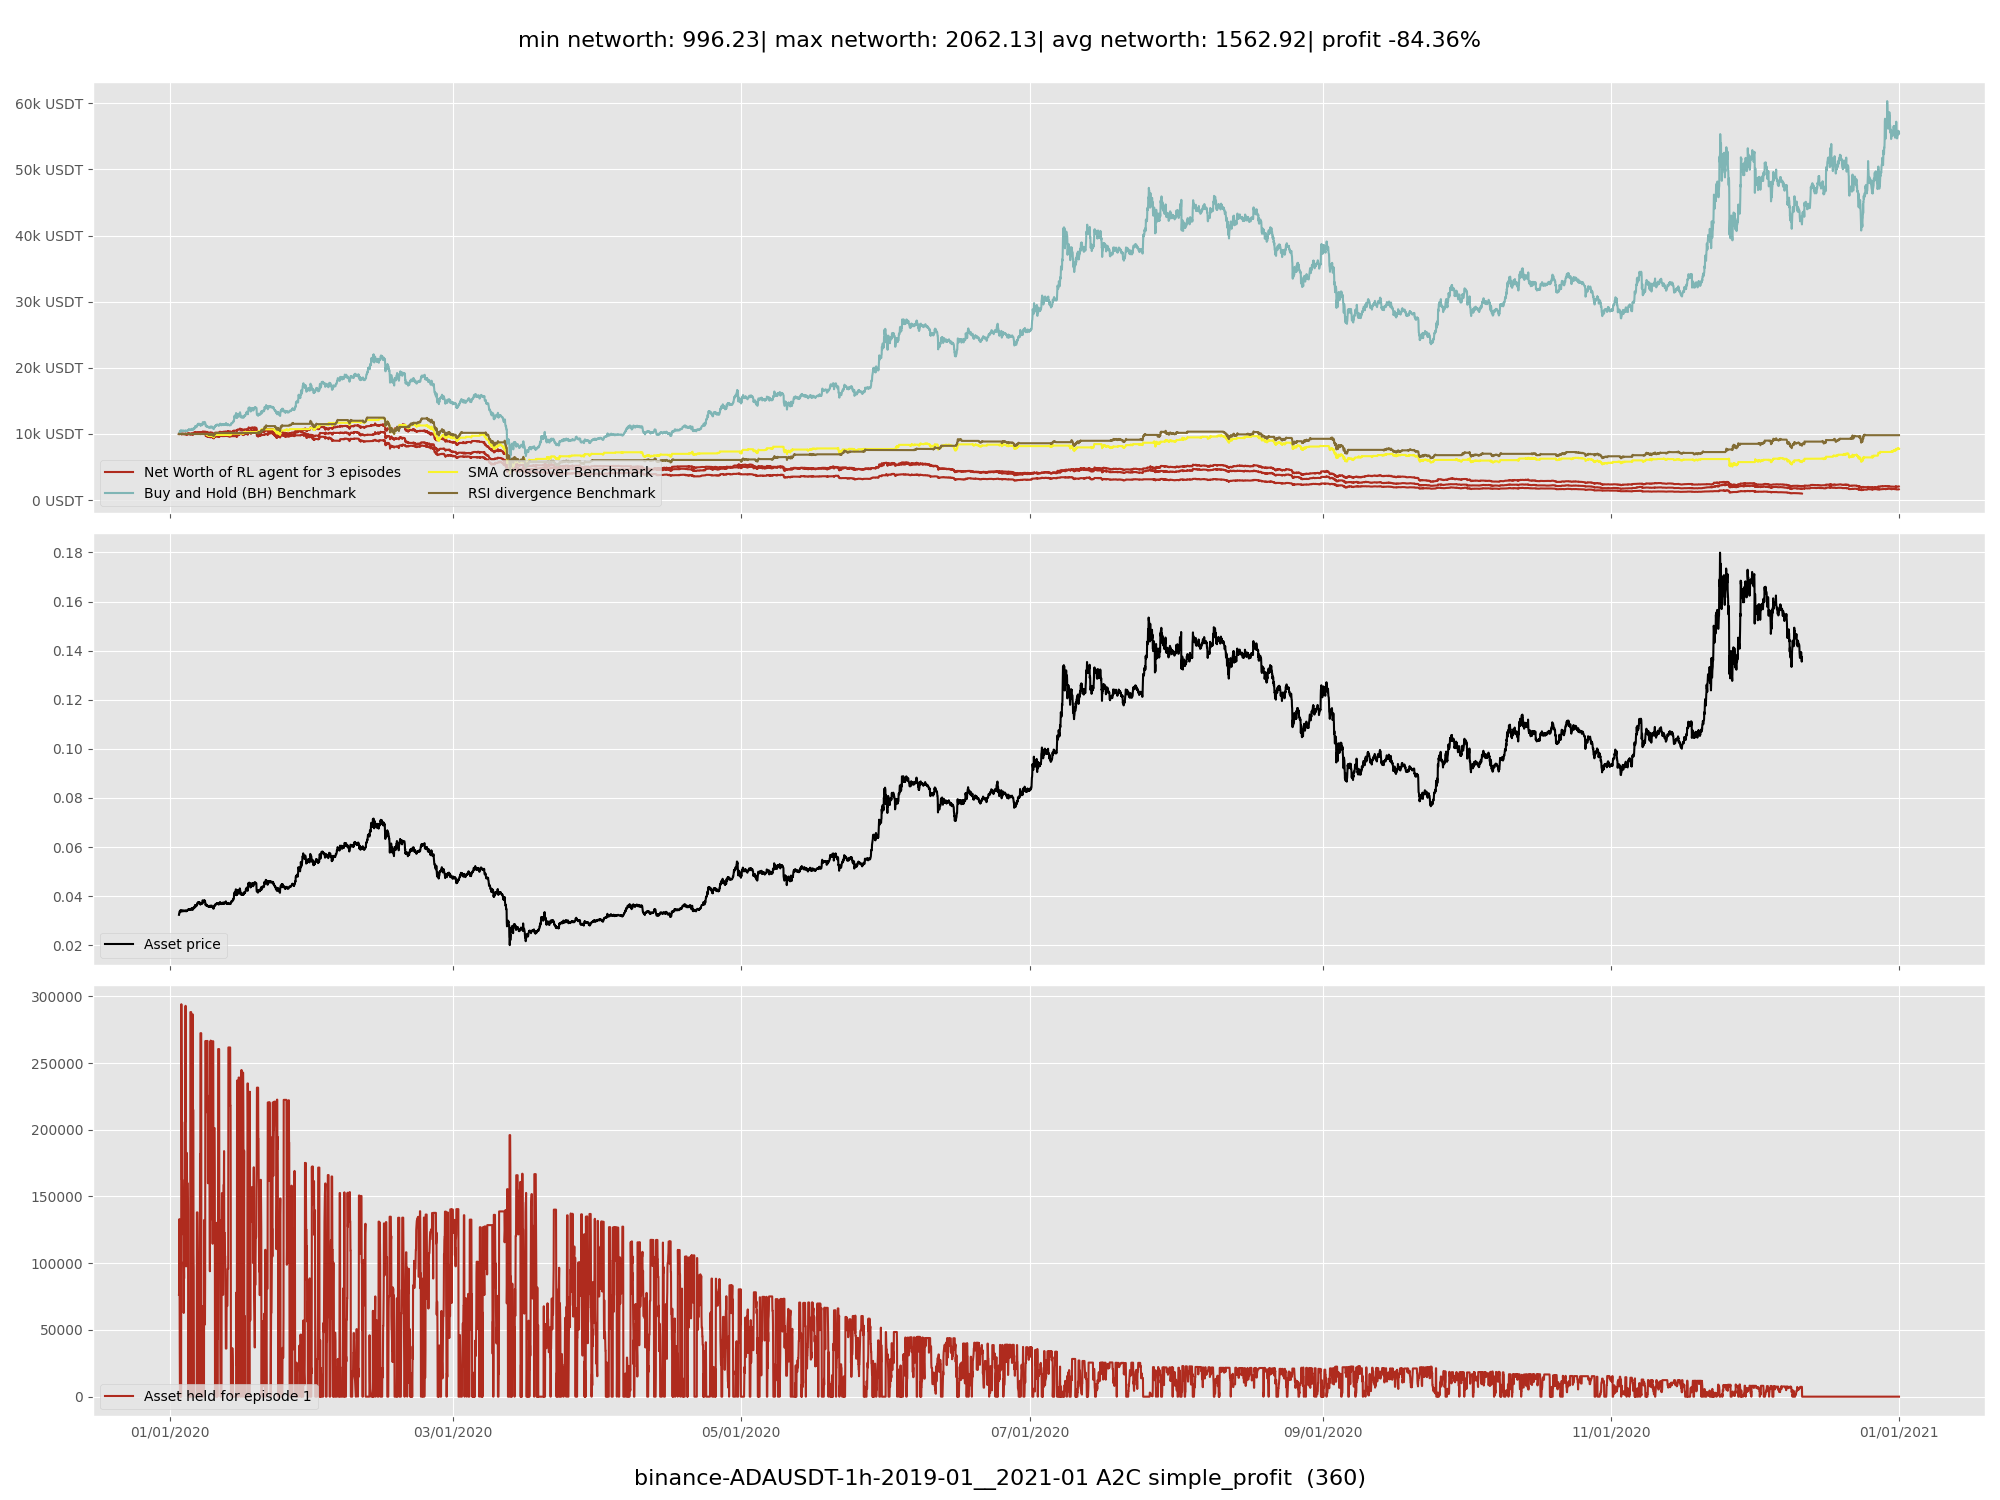 min networth: 996.23| max networth: 2062.13| avg networth: 1562.92| profit -84.36%
60k USDT
50k USDT
40k USDT
30k USDT
20k USDT
10k USDT
0 USDT
Net Worth of RL agent for 3 episodes
Buy and Hold (BH) Benchmark
SMA crossover Benchmark
RSI divergence Benchmark
0.18
0.16
0.14
0.12
0.10
0.08
0.06
0.04
0.02
Asset price
300000
250000
200000
150000
100000
50000
0
Asset held for episode 1
01/01/2020 03/01/2020 05/01/2020 07/01/2020 09/01/2020 11/01/2020 01/01/2021
binance-ADAUSDT-1h-2019-01__2021-01 A2C simple_profit (360)